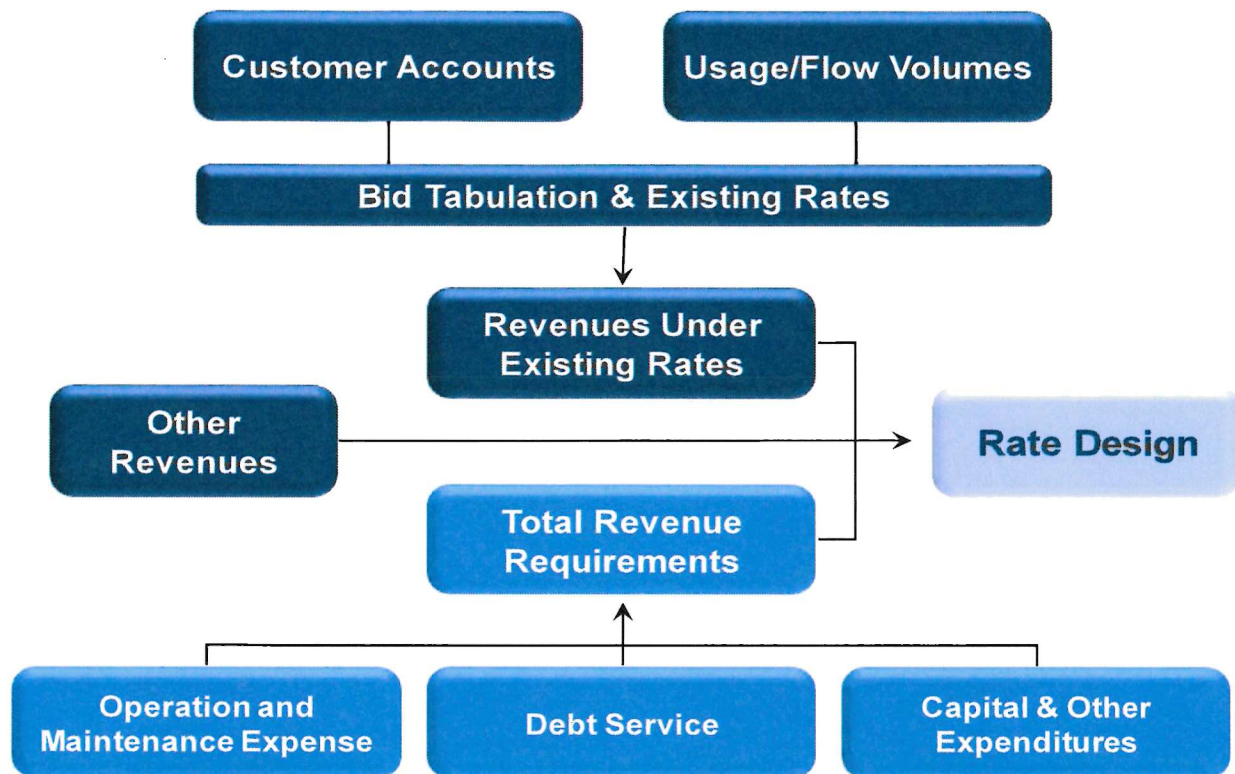 Customer Accounts
Usage/Flow Volumes
Bid Tabulation & Existing Rates
Revenues Under
Existing Rates
Other
Revenues
Rate Design
Total Revenue
Requirements
Operation and
Maintenance Expense
Debt Service
Capital & Other
Expenditures